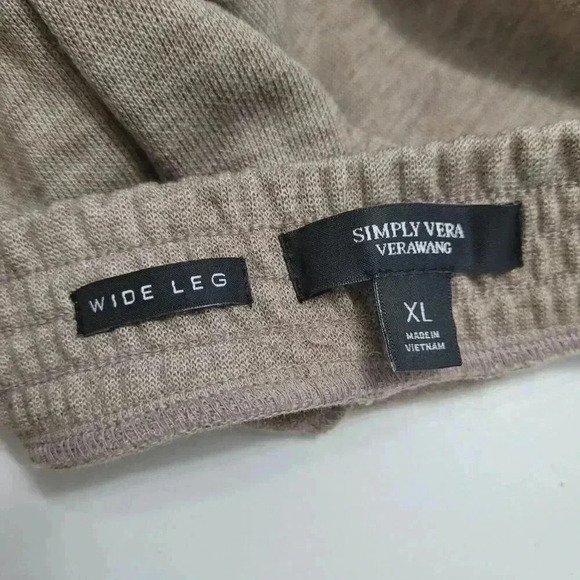 SIMPLY VERA
VERAWANG
WIDE LEG
XL
MADE IN
VIETNAM